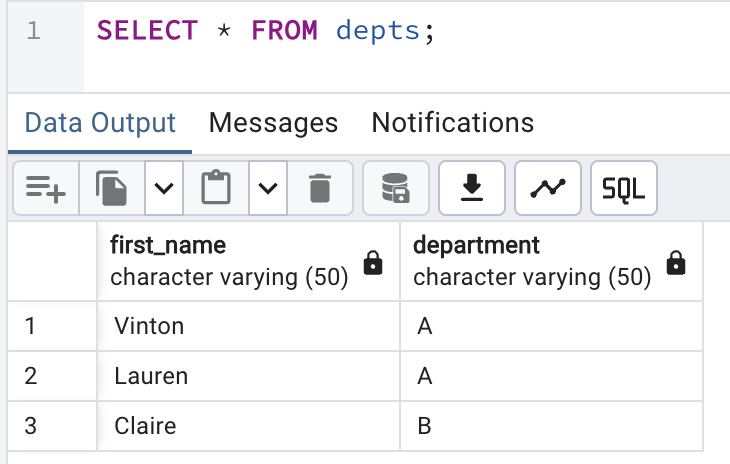 1 SELECT * FROM depts;
Data Output Messages Notifications
SQL
first_name department
character varying (50) character varying (50)
1 Vinton A
2 Lauren A
3 Claire B